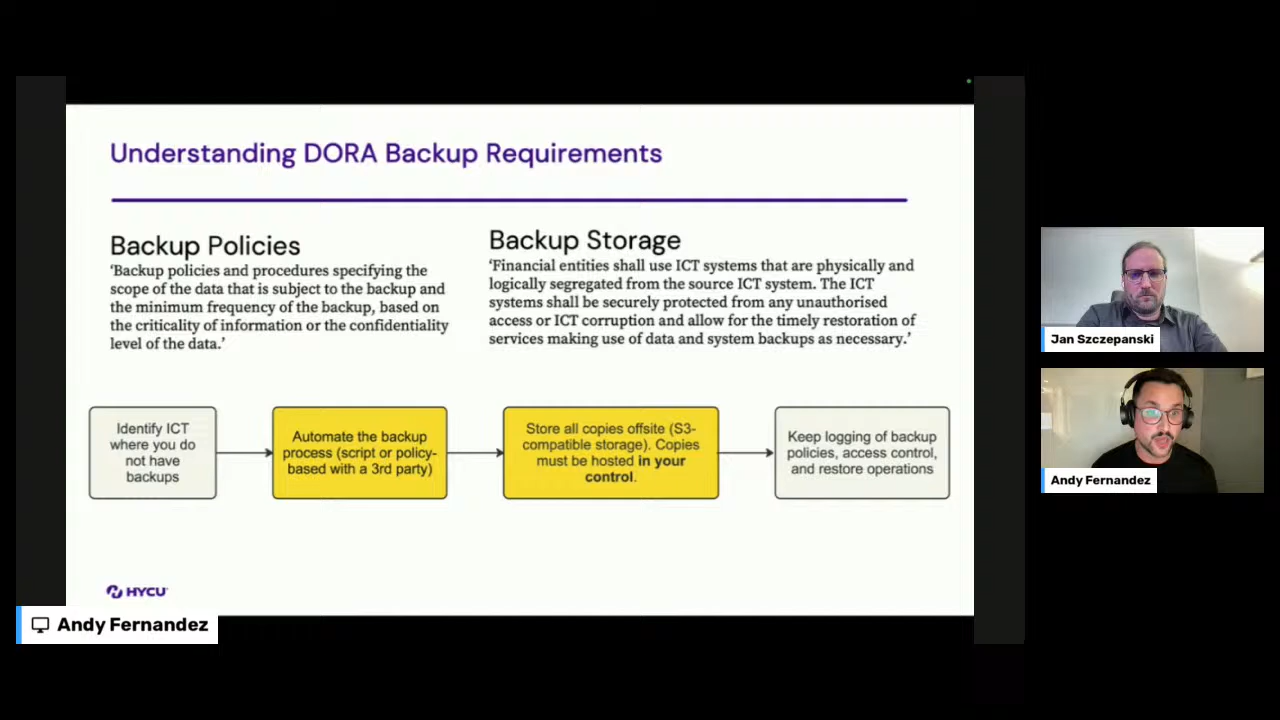 Understanding DORA Backup Requirements
Backup Policies
'Backup policies and procedures specifying the
scope of the data that is subject to the backup and
the minimum frequency of the backup, based on
the criticality of information or the confidentiality
level of the data.'
Backup Storage
'Financial entities shall use ICT systems that are physically and
logically segregated from the source ICT system. The ICT
systems shall be securely protected from any unauthorised
access or ICT corruption and allow for the timely restoration of
services making use of data and system backups as necessary.'
Identify ICT
where you do
not have
backups
Automate the backup
process (script or policy-
based with a 3rd party)
Store all copies offsite (S3-
compatible storage). Copies
must be hosted in your
control.
Keep logging of backup
policies, access control,
and restore operations
HYCU
Andy Fernandez
Jan Szczepanski
Andy Fernandez